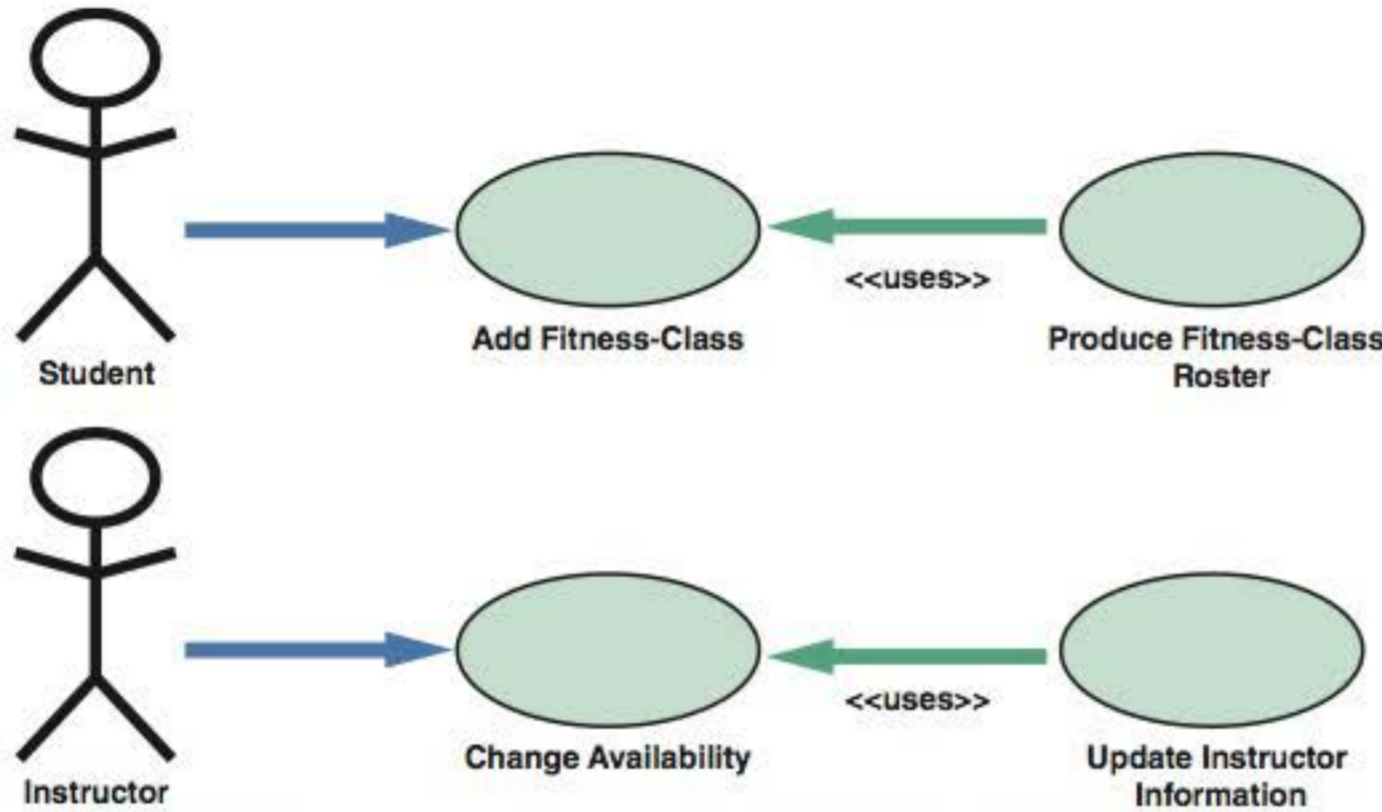 Student
Add Fitness-Class
<<uses>>
Produce Fitness-Class
Roster
Instructor
Change Availability
<<uses>>
Update Instructor
Information